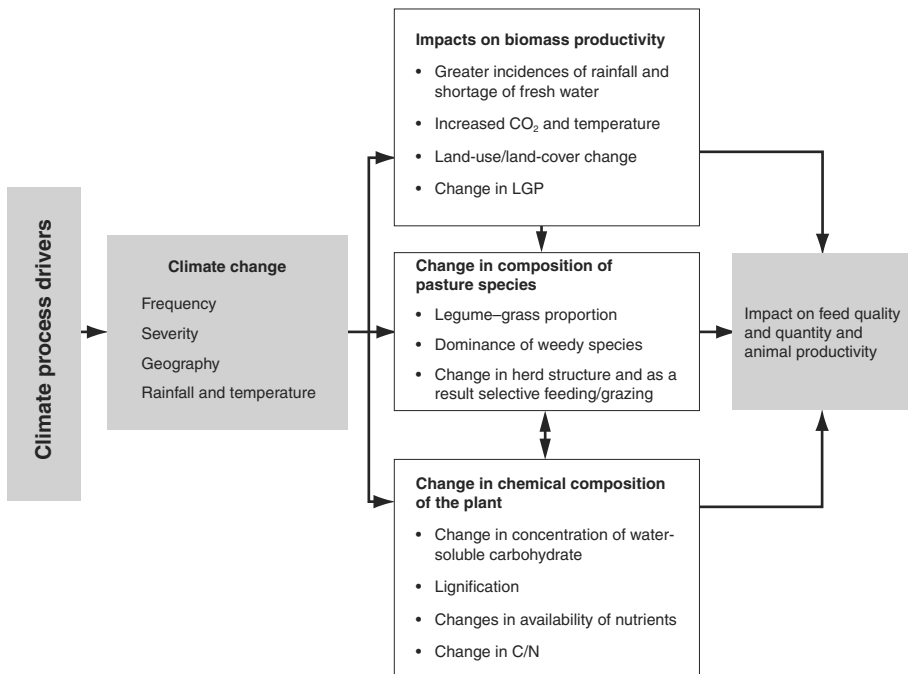 Climate process drivers
Climate change
Frequency
Severity
Geography
Rainfall and temperature
Impacts on biomass productivity
• Greater incidences of rainfall and
shortage of fresh water
• Increased CO₂ and temperature
• Land-use/land-cover change
• Change in LGP
Change in composition of
pasture species
• Legume–grass proportion
• Dominance of weedy species
• Change in herd structure and as a
result selective feeding/grazing
Change in chemical composition
of the plant
• Change in concentration of water-
soluble carbohydrate
• Lignification
• Changes in availability of nutrients
• Change in C/N
Impact on feed quality
and quantity and
animal productivity